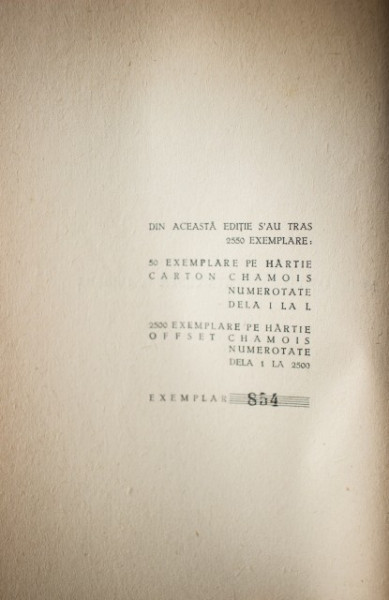 DIN ACEASTĂ EDIȚIE S'AU TRAS
2550 EXEMPLARE:
50 EXEMPLARE PE HÂRTIE
CARTON CHAMOIS
NUMEROTATE
DELA I LA L
2500 EXEMPLARE PE HÂRTIE
OFFSET CHAMOIS
NUMEROTATE
DELA 1 LA 2500
EXEMPLAR 854